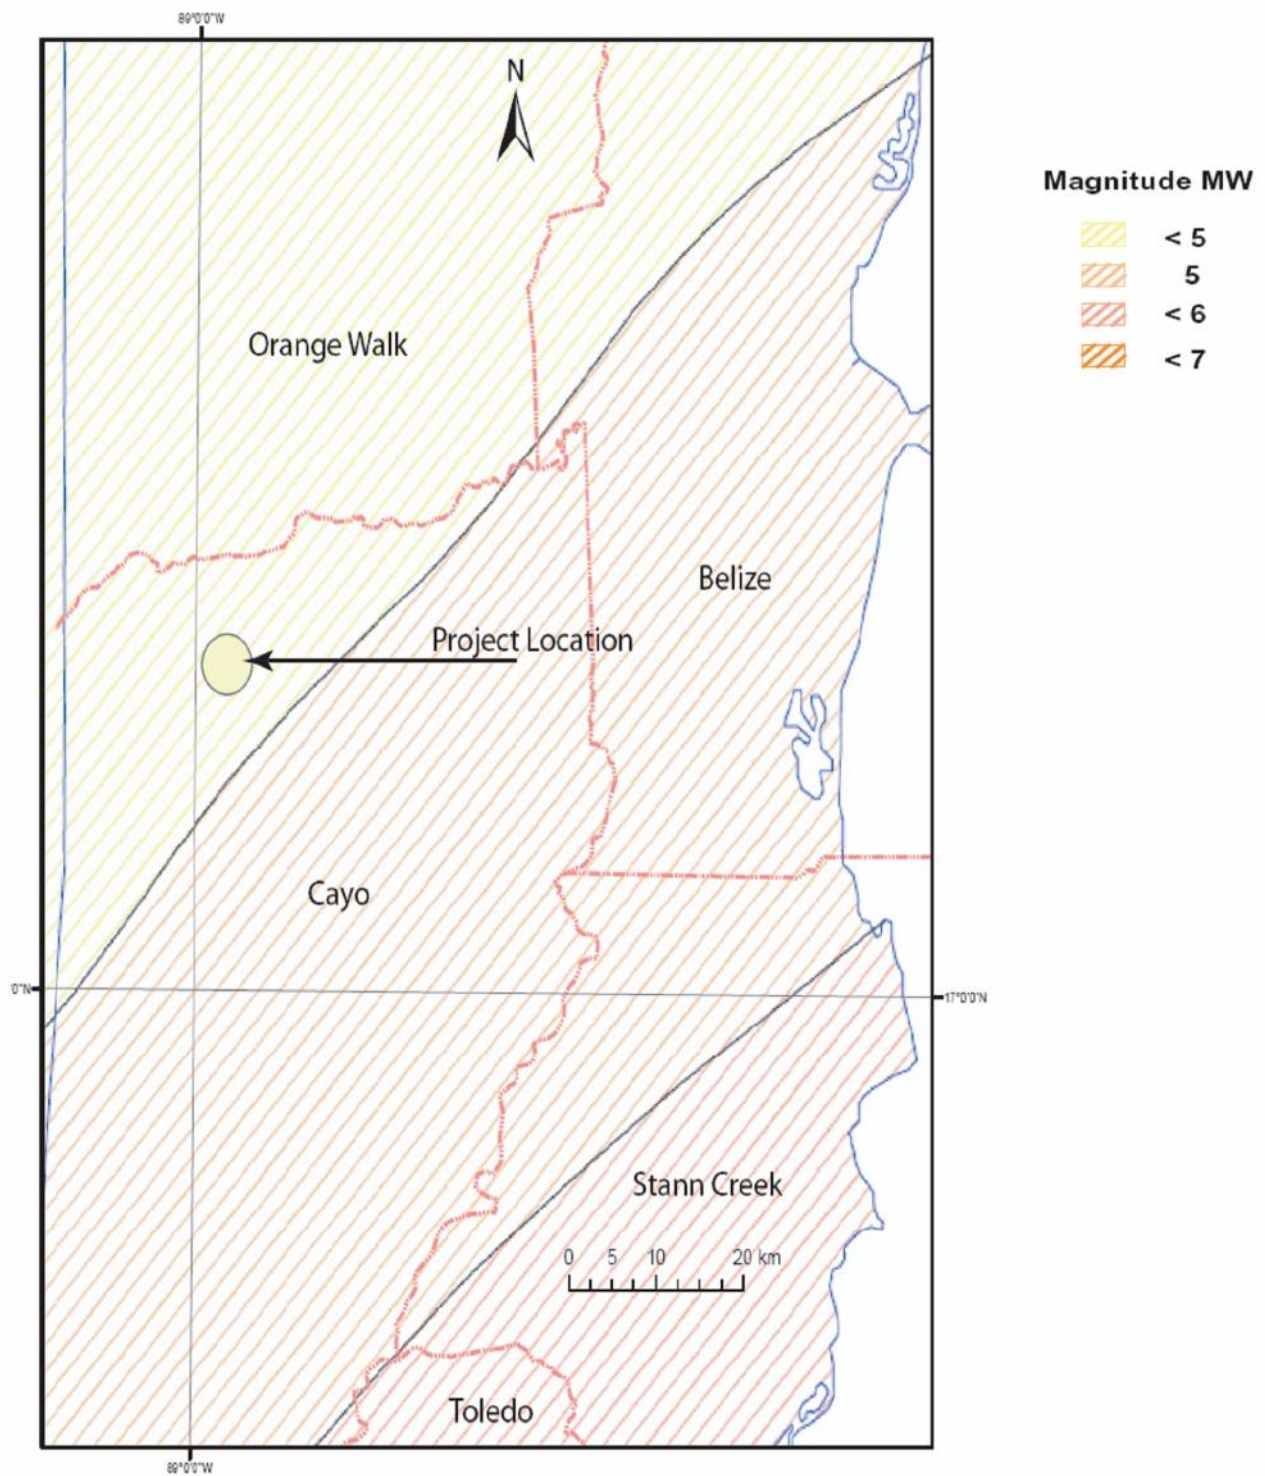 89°0'0"W
N
Magnitude MW
< 5
5
< 6
< 7
Orange Walk
Belize
Project Location
Cayo
0'0"N
17°0'0"N
Stann Creek
0 5 10 20 km
Toledo
89°0'0"W